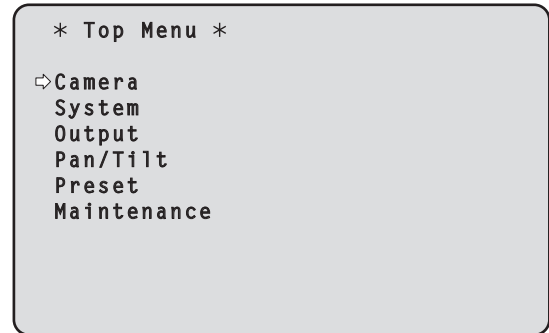 * Top Menu *
⇨Camera
System
Output
Pan/Tilt
Preset
Maintenance